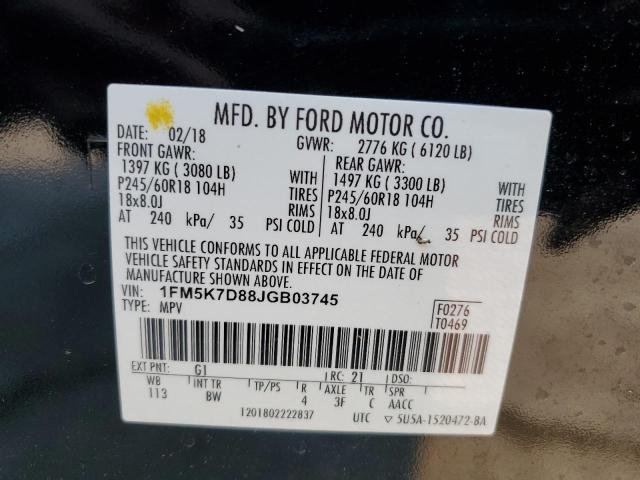 MFD. BY FORD MOTOR CO.
DATE: 02/18 GVWR: 2776 KG ( 6120 LB)
FRONT GAWR: REAR GAWR:
1397 KG ( 3080 LB) WITH 1497 KG ( 3300 LB) WITH
P245/60R18 104H TIRES P245/60R18 104H TIRES
18x8.0J RIMS 18x8.0J RIMS
AT 240 kPa/ 35 PSI COLD AT 240 kPa/ 35 PSI COLD
THIS VEHICLE CONFORMS TO ALL APPLICABLE FEDERAL MOTOR
VEHICLE SAFETY STANDARDS IN EFFECT ON THE DATE OF
MANUFACTURE SHOWN ABOVE.
VIN: 1FM5K7D88JGB03745 F0276
TYPE: MPV T0469
EXT PNT: G1 RC: 21 DSO:
WB INT TR TP/PS R AXLE TR SPR
113 BW 4 3F C AACC
1201802222837 UTC ▽ 5U5A-1520472-BA